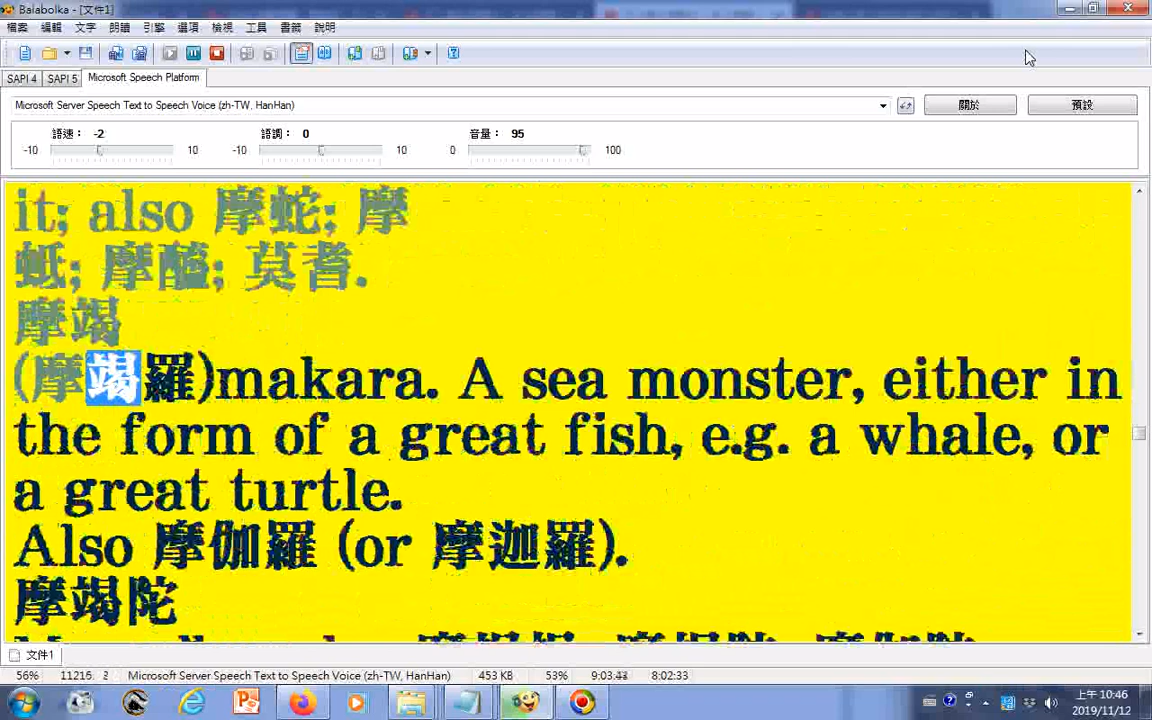 Balabolka - [文件1]
檔案 編輯 文字 朗讀 引擎 選項 檢視 工具 書籤 說明
SAPI 4 SAPI 5 Microsoft Speech Platform
Microsoft Server Speech Text to Speech Voice (zh-TW, HanHan) 關於 預設
語速： -2 語調： 0 音量： 95
-10 10 -10 10 0 100
it; also 摩蛇; 摩
蚳; 摩醯; 莫耆.
摩竭
(摩竭羅)makara. A sea monster, either in
the form of a great fish, e.g. a whale, or
a great turtle.
Also 摩伽羅 (or 摩迦羅).
摩竭陀
文件1
56% Microsoft Server Speech Text to Speech Voice (zh-TW, HanHan) 453 KB 53% 8:02:33
上午 10:46
2019/11/12